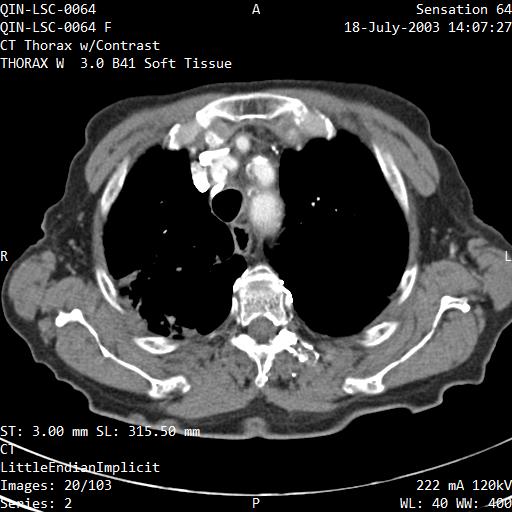 QIN-LSC-0064 A Sensation 64
QIN-LSC-0064 F 18-July-2003 14:07:27
CT Thorax w/Contrast
THORAX W 3.0 B41 Soft Tissue
R L
ST: 3.00 mm SL: 315.50 mm
CT
LittleEndianImplicit
Images: 20/103 222 mA 120kV
Series: 2 P WL: 40 WW: 400